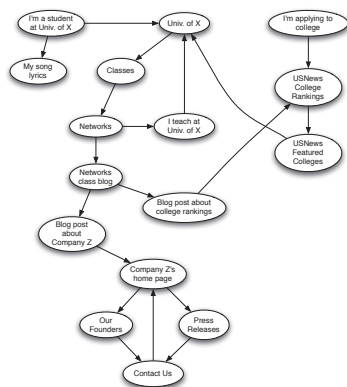 I'm a student
at Univ. of X
Univ. of X
I'm applying to
college
My song
lyrics
Classes
USNews
College
Rankings
Networks
I teach at
Univ. of X
USNews
Featured
Colleges
Networks
class blog
Blog post about
college rankings
Blog post
about
Company Z
Company Z's
home page
Our
Founders
Press
Releases
Contact Us